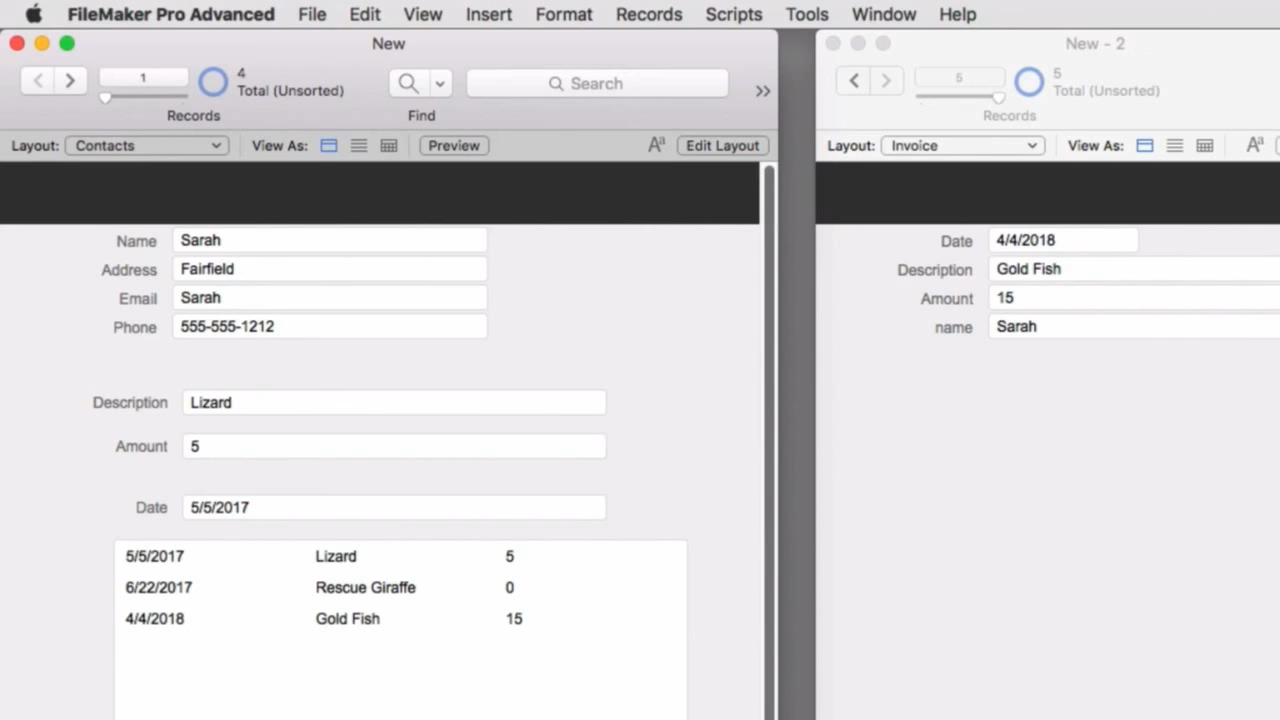 FileMaker Pro Advanced File Edit View Insert Format Records Scripts Tools Window Help
New
1
4
Total (Unsorted)
Search
Records
Find
Layout: Contacts View As: Preview Aa Edit Layout
Name Sarah
Address Fairfield
Email Sarah
Phone 555-555-1212
Description Lizard
Amount 5
Date 5/5/2017
5/5/2017 Lizard 5
6/22/2017 Rescue Giraffe 0
4/4/2018 Gold Fish 15
New - 2
5
5
Total (Unsorted)
Records
Layout: Invoice View As: Aa
Date 4/4/2018
Description Gold Fish
Amount 15
name Sarah